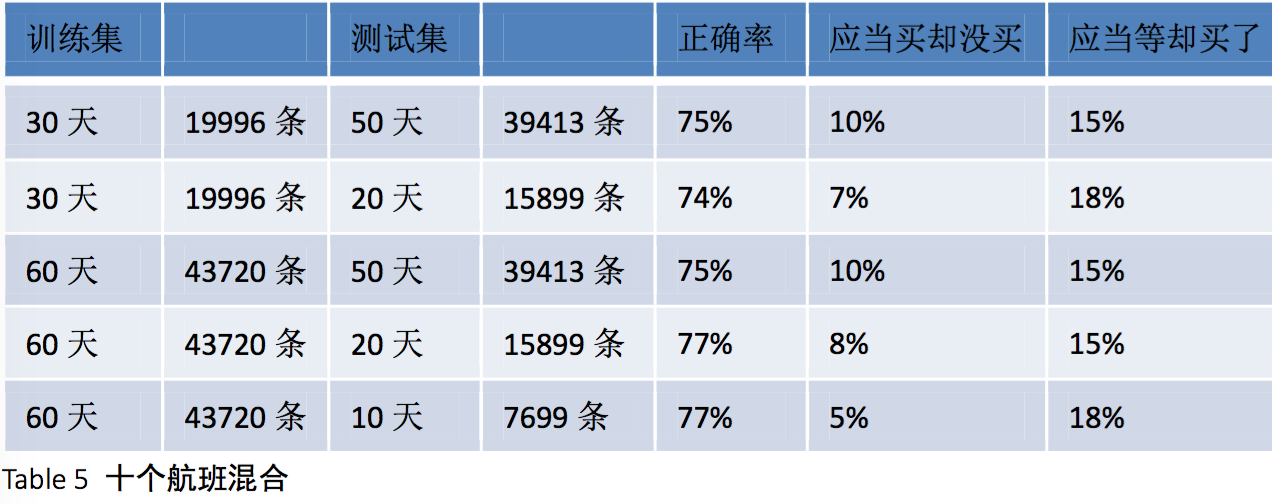 训练集 测试集 正确率 应当买却没买 应当等却买了
30 天 19996 条 50 天 39413 条 75% 10% 15%
30 天 19996 条 20 天 15899 条 74% 7% 18%
60 天 43720 条 50 天 39413 条 75% 10% 15%
60 天 43720 条 20 天 15899 条 77% 8% 15%
60 天 43720 条 10 天 7699 条 77% 5% 18%
Table 5 十个航班混合